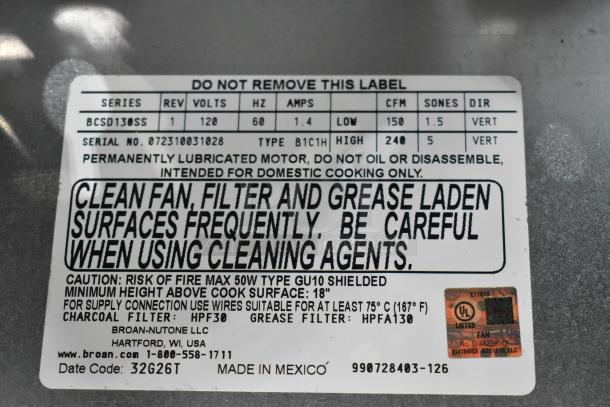 DO NOT REMOVE THIS LABEL
SERIES REV VOLTS HZ AMPS CFM SONES DIR
BCSD130SS 1 120 60 1.4 LOW 150 1.5 VERT
SERIAL NO. 072310031028 TYPE B1C1H HIGH 240 5 VERT
PERMANENTLY LUBRICATED MOTOR, DO NOT OIL OR DISASSEMBLE,
INTENDED FOR DOMESTIC COOKING ONLY.
CLEAN FAN, FILTER AND GREASE LADEN
SURFACES FREQUENTLY. BE CAREFUL
WHEN USING CLEANING AGENTS.
CAUTION: RISK OF FIRE MAX 50W TYPE GU10 SHIELDED
MINIMUM HEIGHT ABOVE COOK SURFACE: 18"
FOR SUPPLY CONNECTION USE WIRES SUITABLE FOR AT LEAST 75° C (167° F)
CHARCOAL FILTER: HPF30 GREASE FILTER: HPFA130
BROAN-NUTONE LLC
HARTFORD, WI, USA
www.broan.com 1-800-558-1711
Date Code: 32G26T MADE IN MEXICO 990728403-126
UL
LISTED
FAN